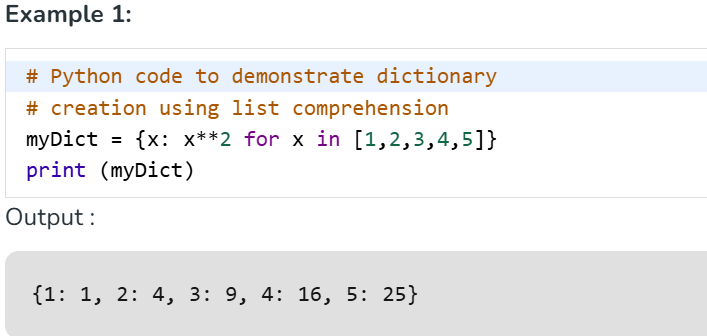 Example 1:
# Python code to demonstrate dictionary
# creation using list comprehension
myDict = {x: x**2 for x in [1,2,3,4,5]}
print (myDict)
Output :
{1: 1, 2: 4, 3: 9, 4: 16, 5: 25}